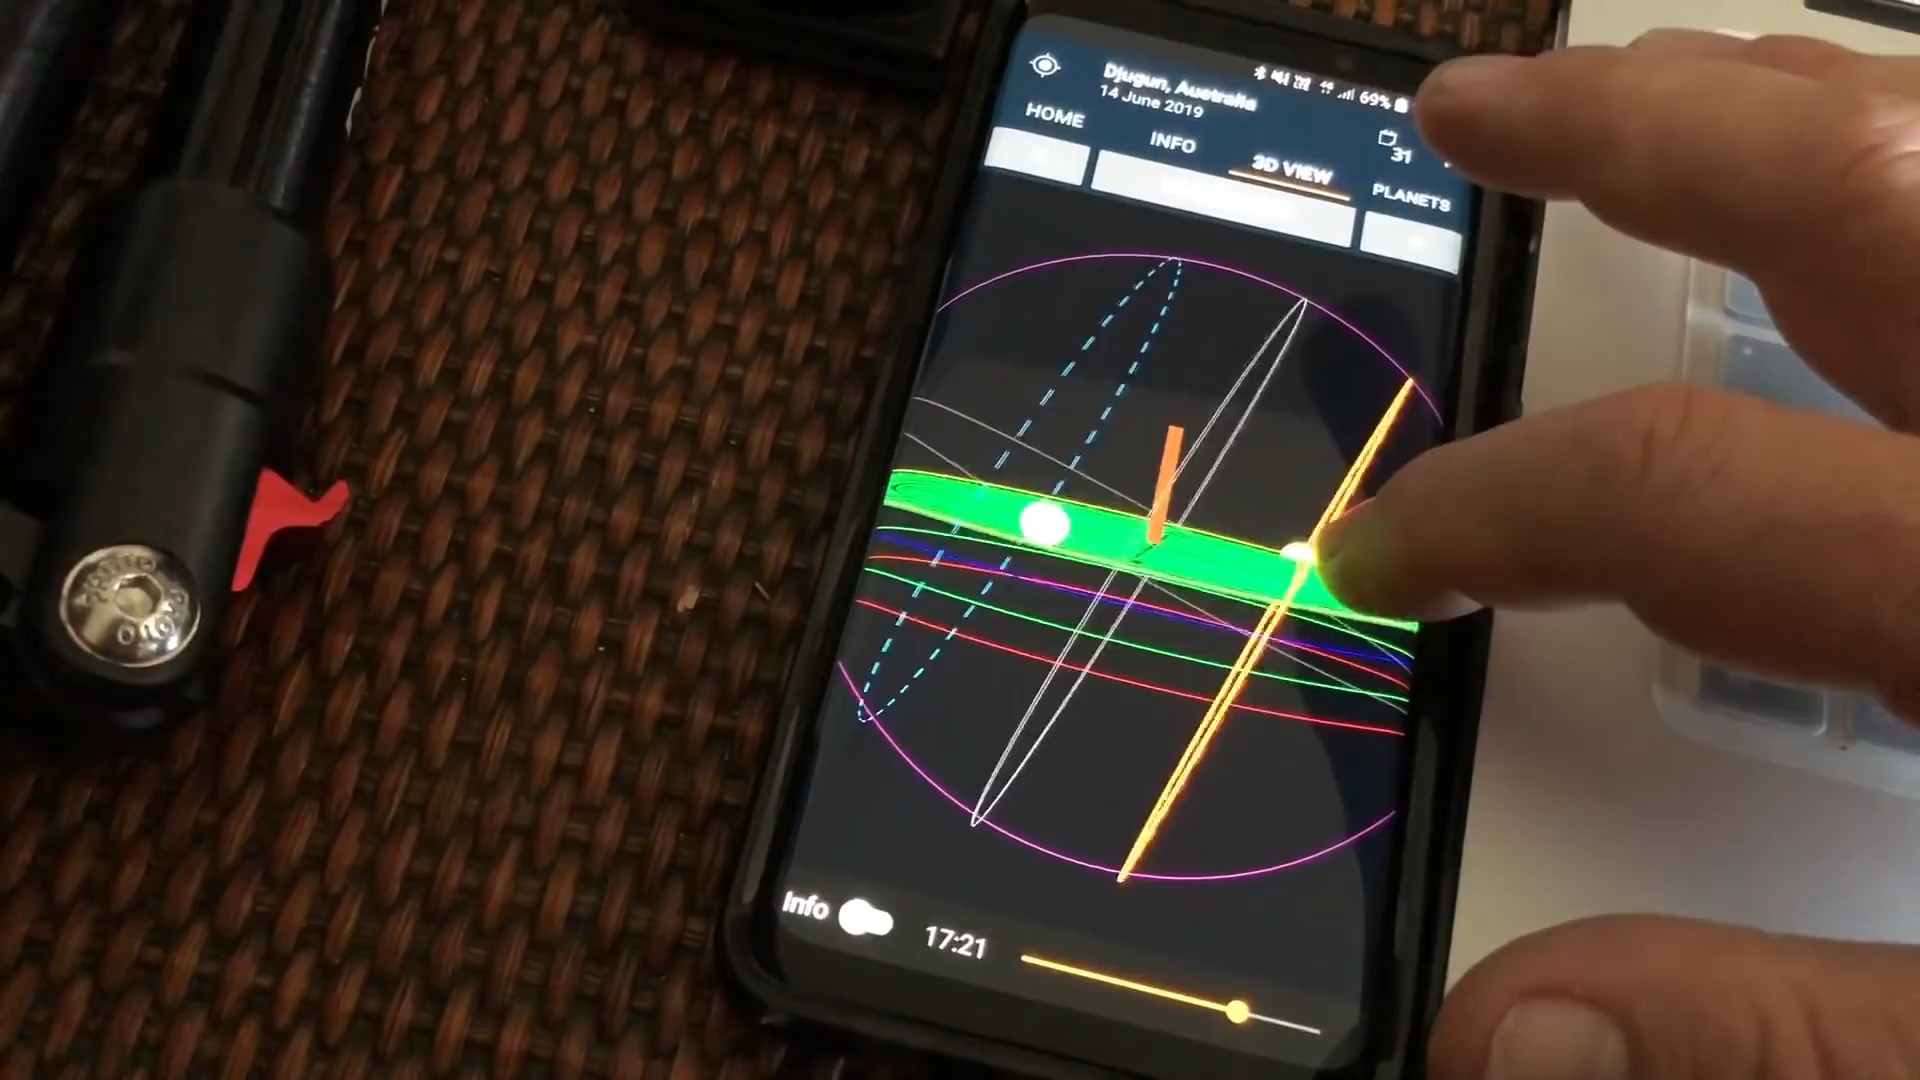 Djugun, Australia
14 June 2019
69%
HOME
INFO
3D VIEW
31
PLANETS
Info
17:21